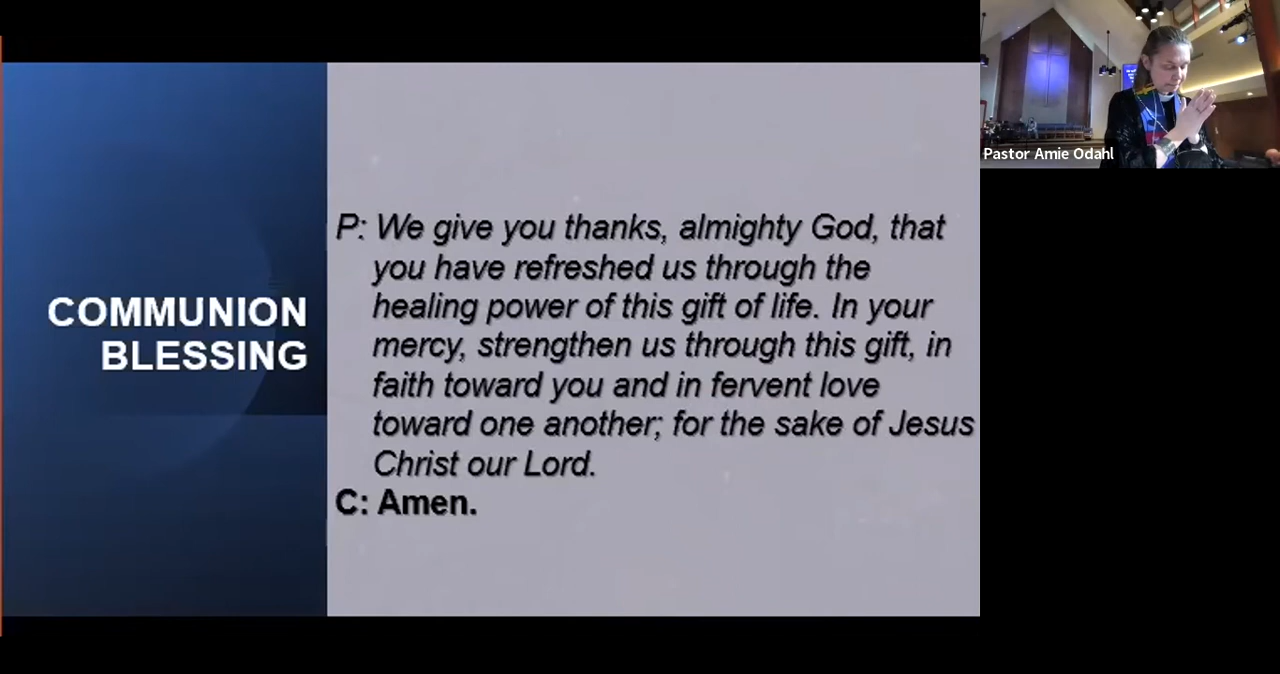 COMMUNION
BLESSING
P: We give you thanks, almighty God, that
you have refreshed us through the
healing power of this gift of life. In your
mercy, strengthen us through this gift, in
faith toward you and in fervent love
toward one another; for the sake of Jesus
Christ our Lord.
C: Amen.
Pastor Amie Odahl